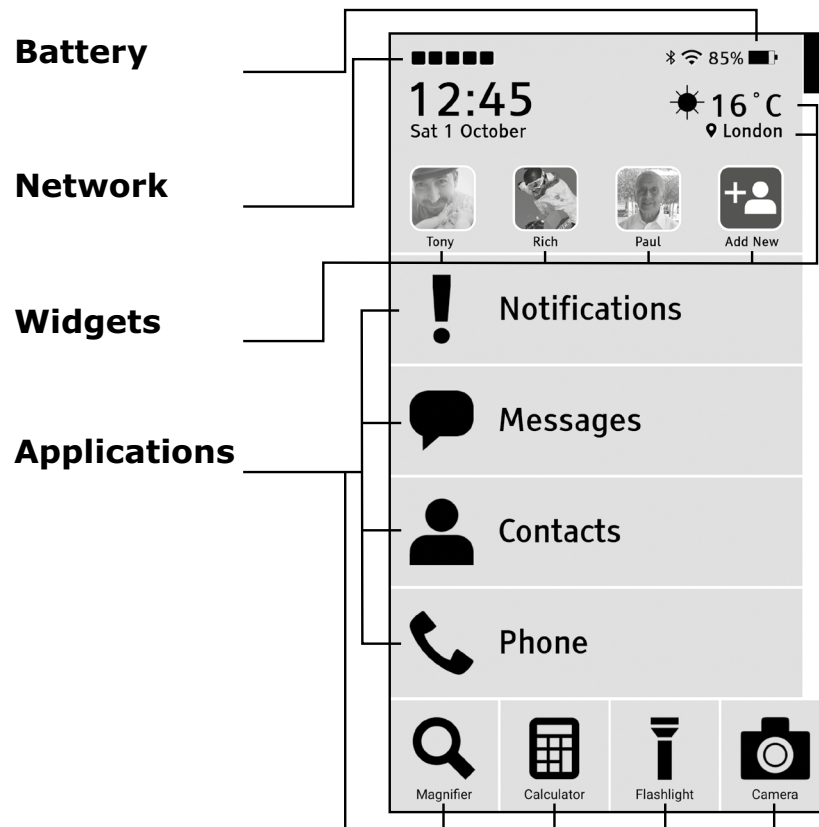 Battery
Network
Widgets
Applications
85%
12:45
16°C
Sat 1 October
London
Tony
Rich
Paul
Add New
Notifications
Messages
Contacts
Phone
Magnifier
Calculator
Flashlight
Camera